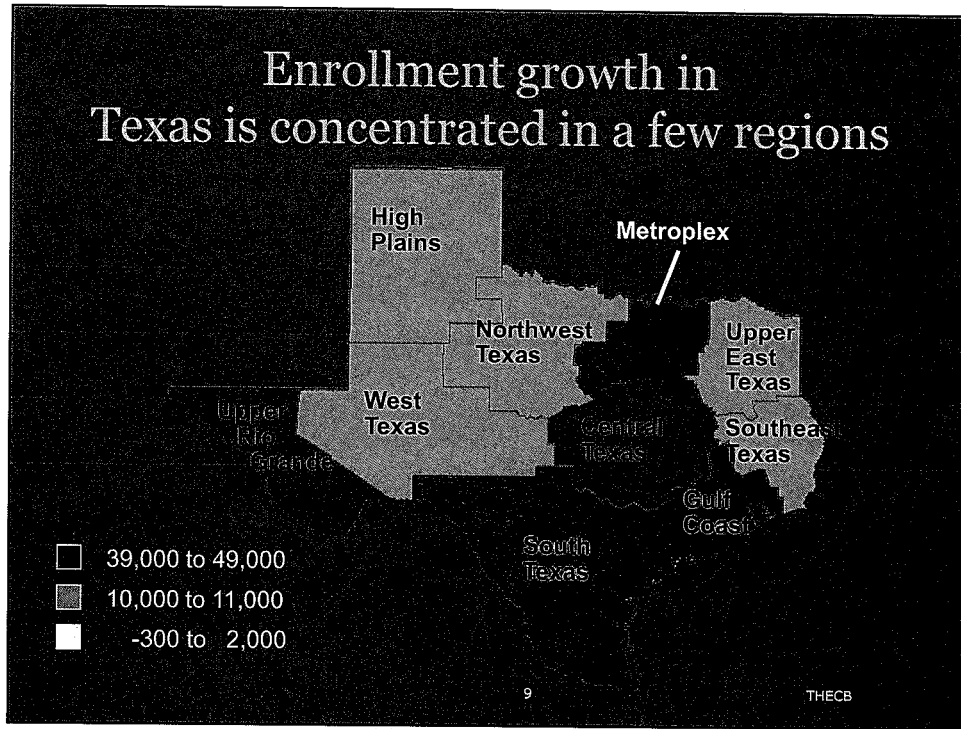 Enrollment growth in
Texas is concentrated in a few regions
High
Plains
Metroplex
Northwest
Texas
Upper
East
Texas
West
Texas
Upper
Rio
Grande
Central
Texas
Southeast
Texas
Gulf
Coast
South
Texas
39,000 to 49,000
10,000 to 11,000
-300 to 2,000
9
THECB